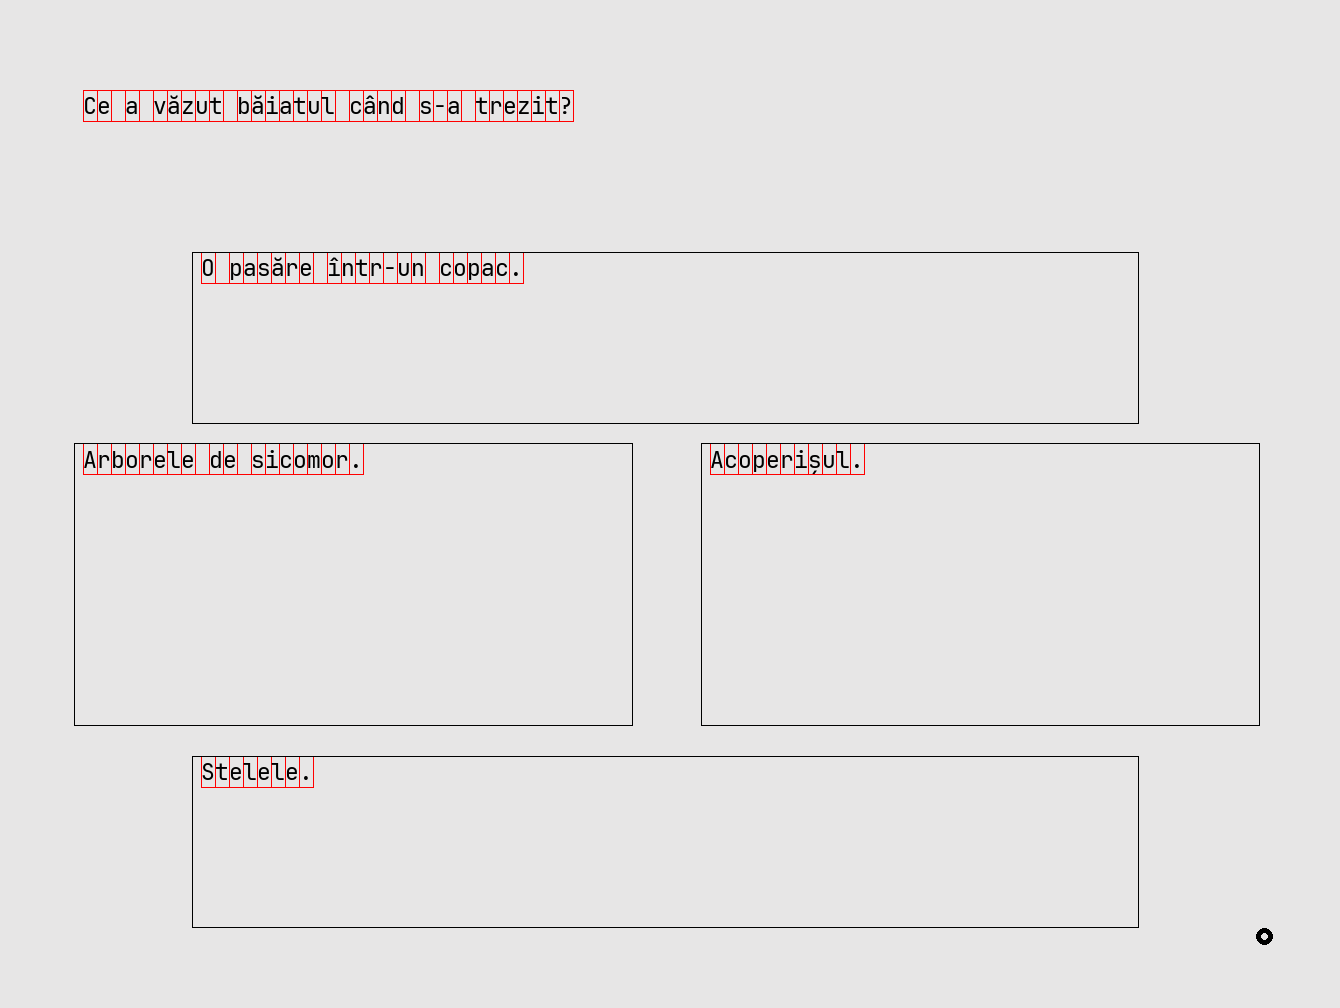 Ce a văzut băiatul când s-a trezit?
O pasăre într-un copac.
Arborele de sicomor.
Acoperișul.
Stelele.